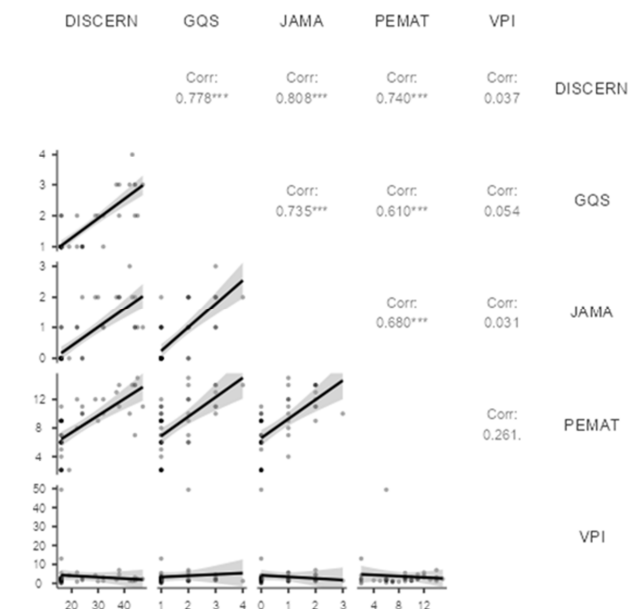 DISCERN GQS JAMA PEMAT VPI
Corr: Corr: Corr: Corr:
0.778*** 0.808*** 0.740*** 0.037
DISCERN
4
3
2
1
Corr: Corr: Corr:
0.735*** 0.610*** 0.054
GQS
3
2
1
0
Corr: Corr:
0.680*** 0.031
JAMA
12
8
4
Corr:
0.261.
PEMAT
50
40
30
20
10
0
VPI
20 30 40 1 2 3 4 0 1 2 3 4 8 12